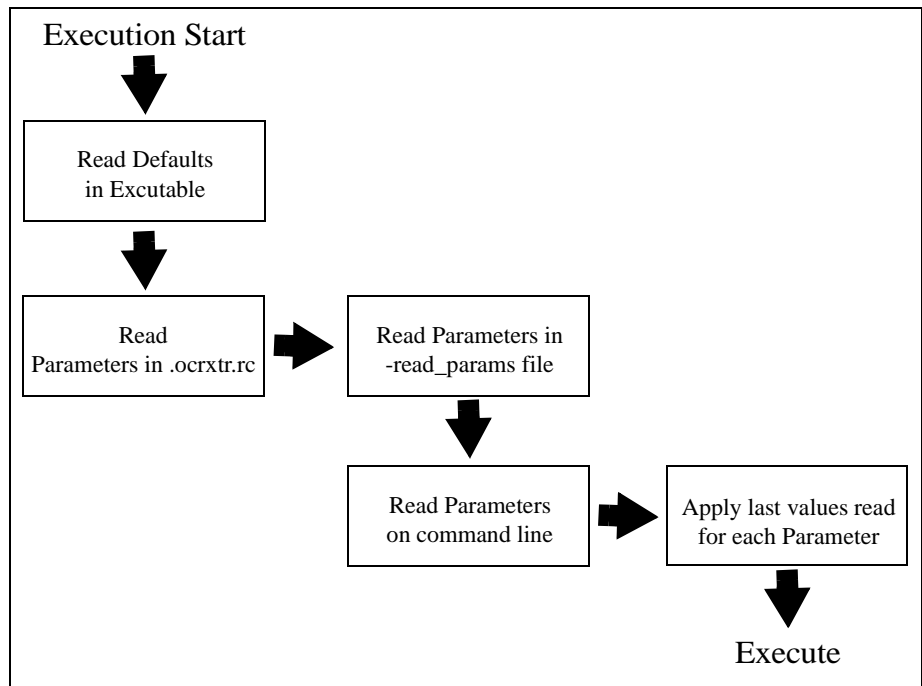 Execution Start
Read Defaults
in Excutable
Read
Parameters in .ocrxtr.rc
Read Parameters in
-read_params file
Read Parameters
on command line
Apply last values read
for each Parameter
Execute